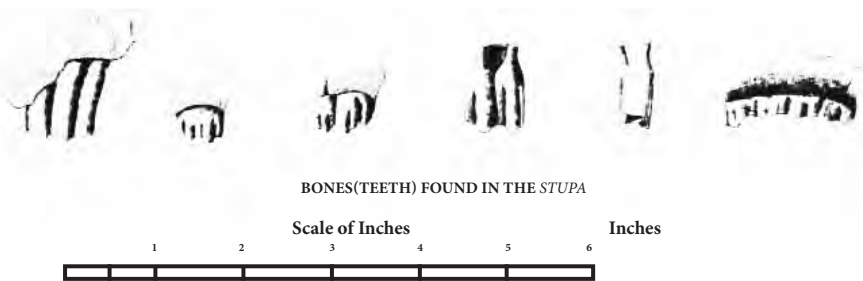 BONES(TEETH) FOUND IN THE STUPA
Scale of Inches Inches
1 2 3 4 5 6